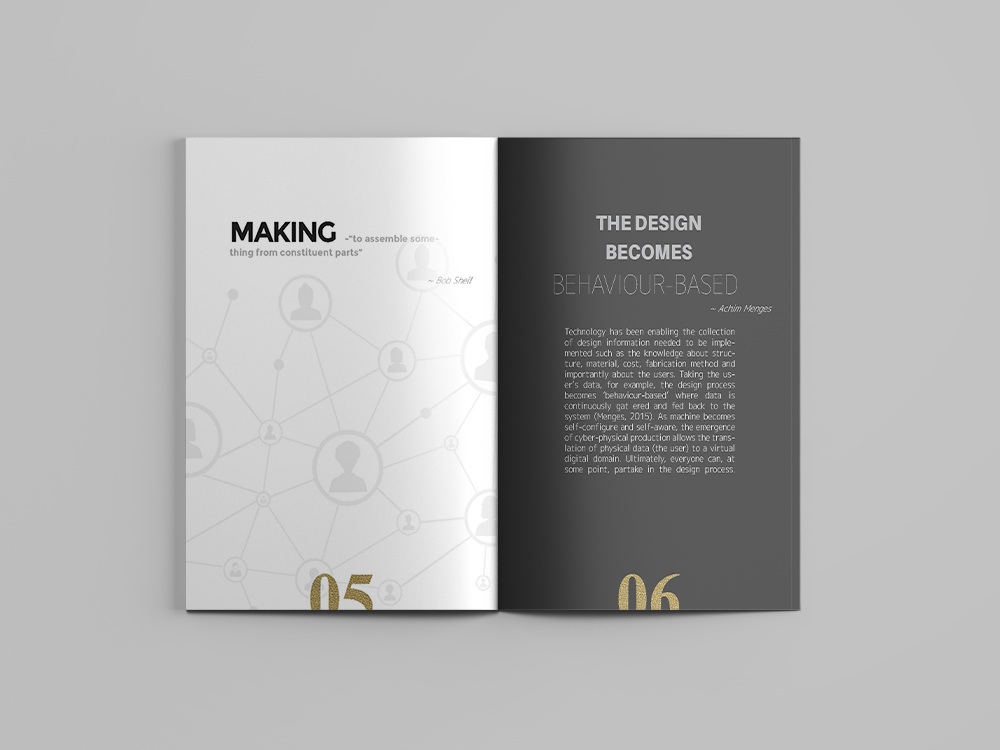 MAKING -"to assemble some-
thing from constituent parts"
~ Bob Sheil
05
THE DESIGN
BECOMES
BEHAVIOUR-BASED
~ Achim Menges
Technology has been enabling the collection
of design information needed to be imple-
mented such as the knowledge about struc-
ture, material, cost, fabrication method and
importantly about the users. Taking the us-
er's data, for example, the design process
becomes 'behaviour-based' where data is
continuously gat ered and fed back to the
system (Menges, 2015). As machine becomes
self-configure and self-aware, the emergence
of cyber-physical production allows the trans-
lation of physical data (the user) to a virtual
digital domain. Ultimately, everyone can, at
some point, partake in the design process.
06